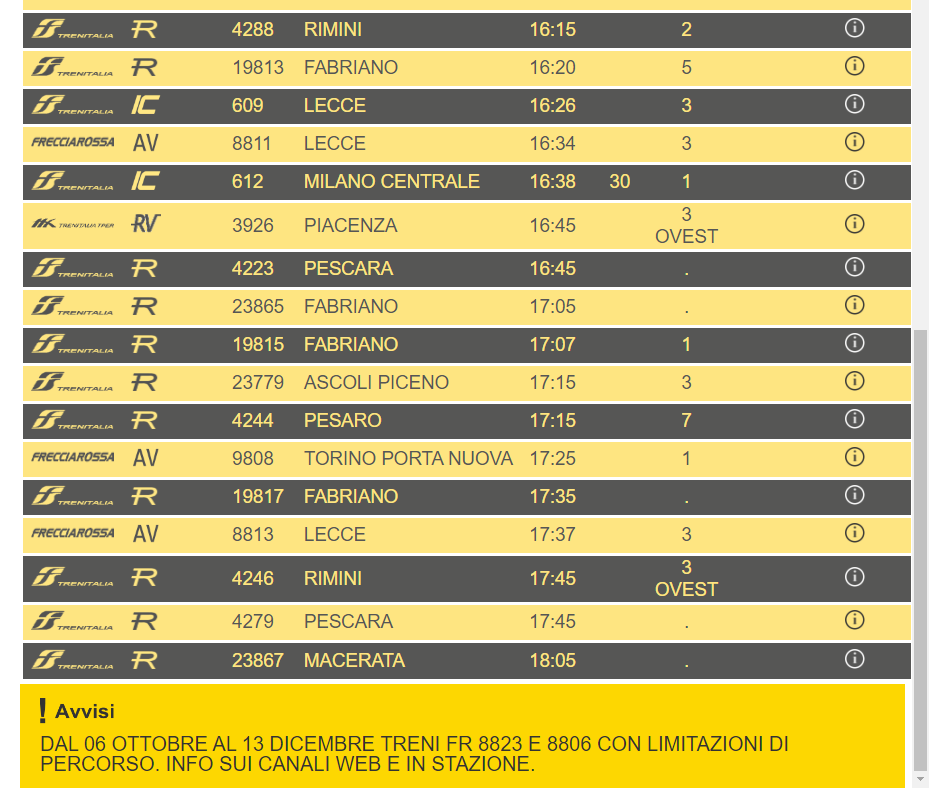 TRENITALIA R 4288 RIMINI 16:15 2
TRENITALIA R 19813 FABRIANO 16:20 5
TRENITALIA IC 609 LECCE 16:26 3
FRECCIAROSSA AV 8811 LECCE 16:34 3
TRENITALIA IC 612 MILANO CENTRALE 16:38 30 1
TRENITALIA TPER RV 3926 PIACENZA 16:45 3
OVEST
TRENITALIA R 4223 PESCARA 16:45 .
TRENITALIA R 23865 FABRIANO 17:05 .
TRENITALIA R 19815 FABRIANO 17:07 1
TRENITALIA R 23779 ASCOLI PICENO 17:15 3
TRENITALIA R 4244 PESARO 17:15 7
FRECCIAROSSA AV 9808 TORINO PORTA NUOVA 17:25 1
TRENITALIA R 19817 FABRIANO 17:35 .
FRECCIAROSSA AV 8813 LECCE 17:37 3
TRENITALIA R 4246 RIMINI 17:45 3
OVEST
TRENITALIA R 4279 PESCARA 17:45 .
TRENITALIA R 23867 MACERATA 18:05 .
! Avvisi
DAL 06 OTTOBRE AL 13 DICEMBRE TRENI FR 8823 E 8806 CON LIMITAZIONI DI
PERCORSO. INFO SUI CANALI WEB E IN STAZIONE.